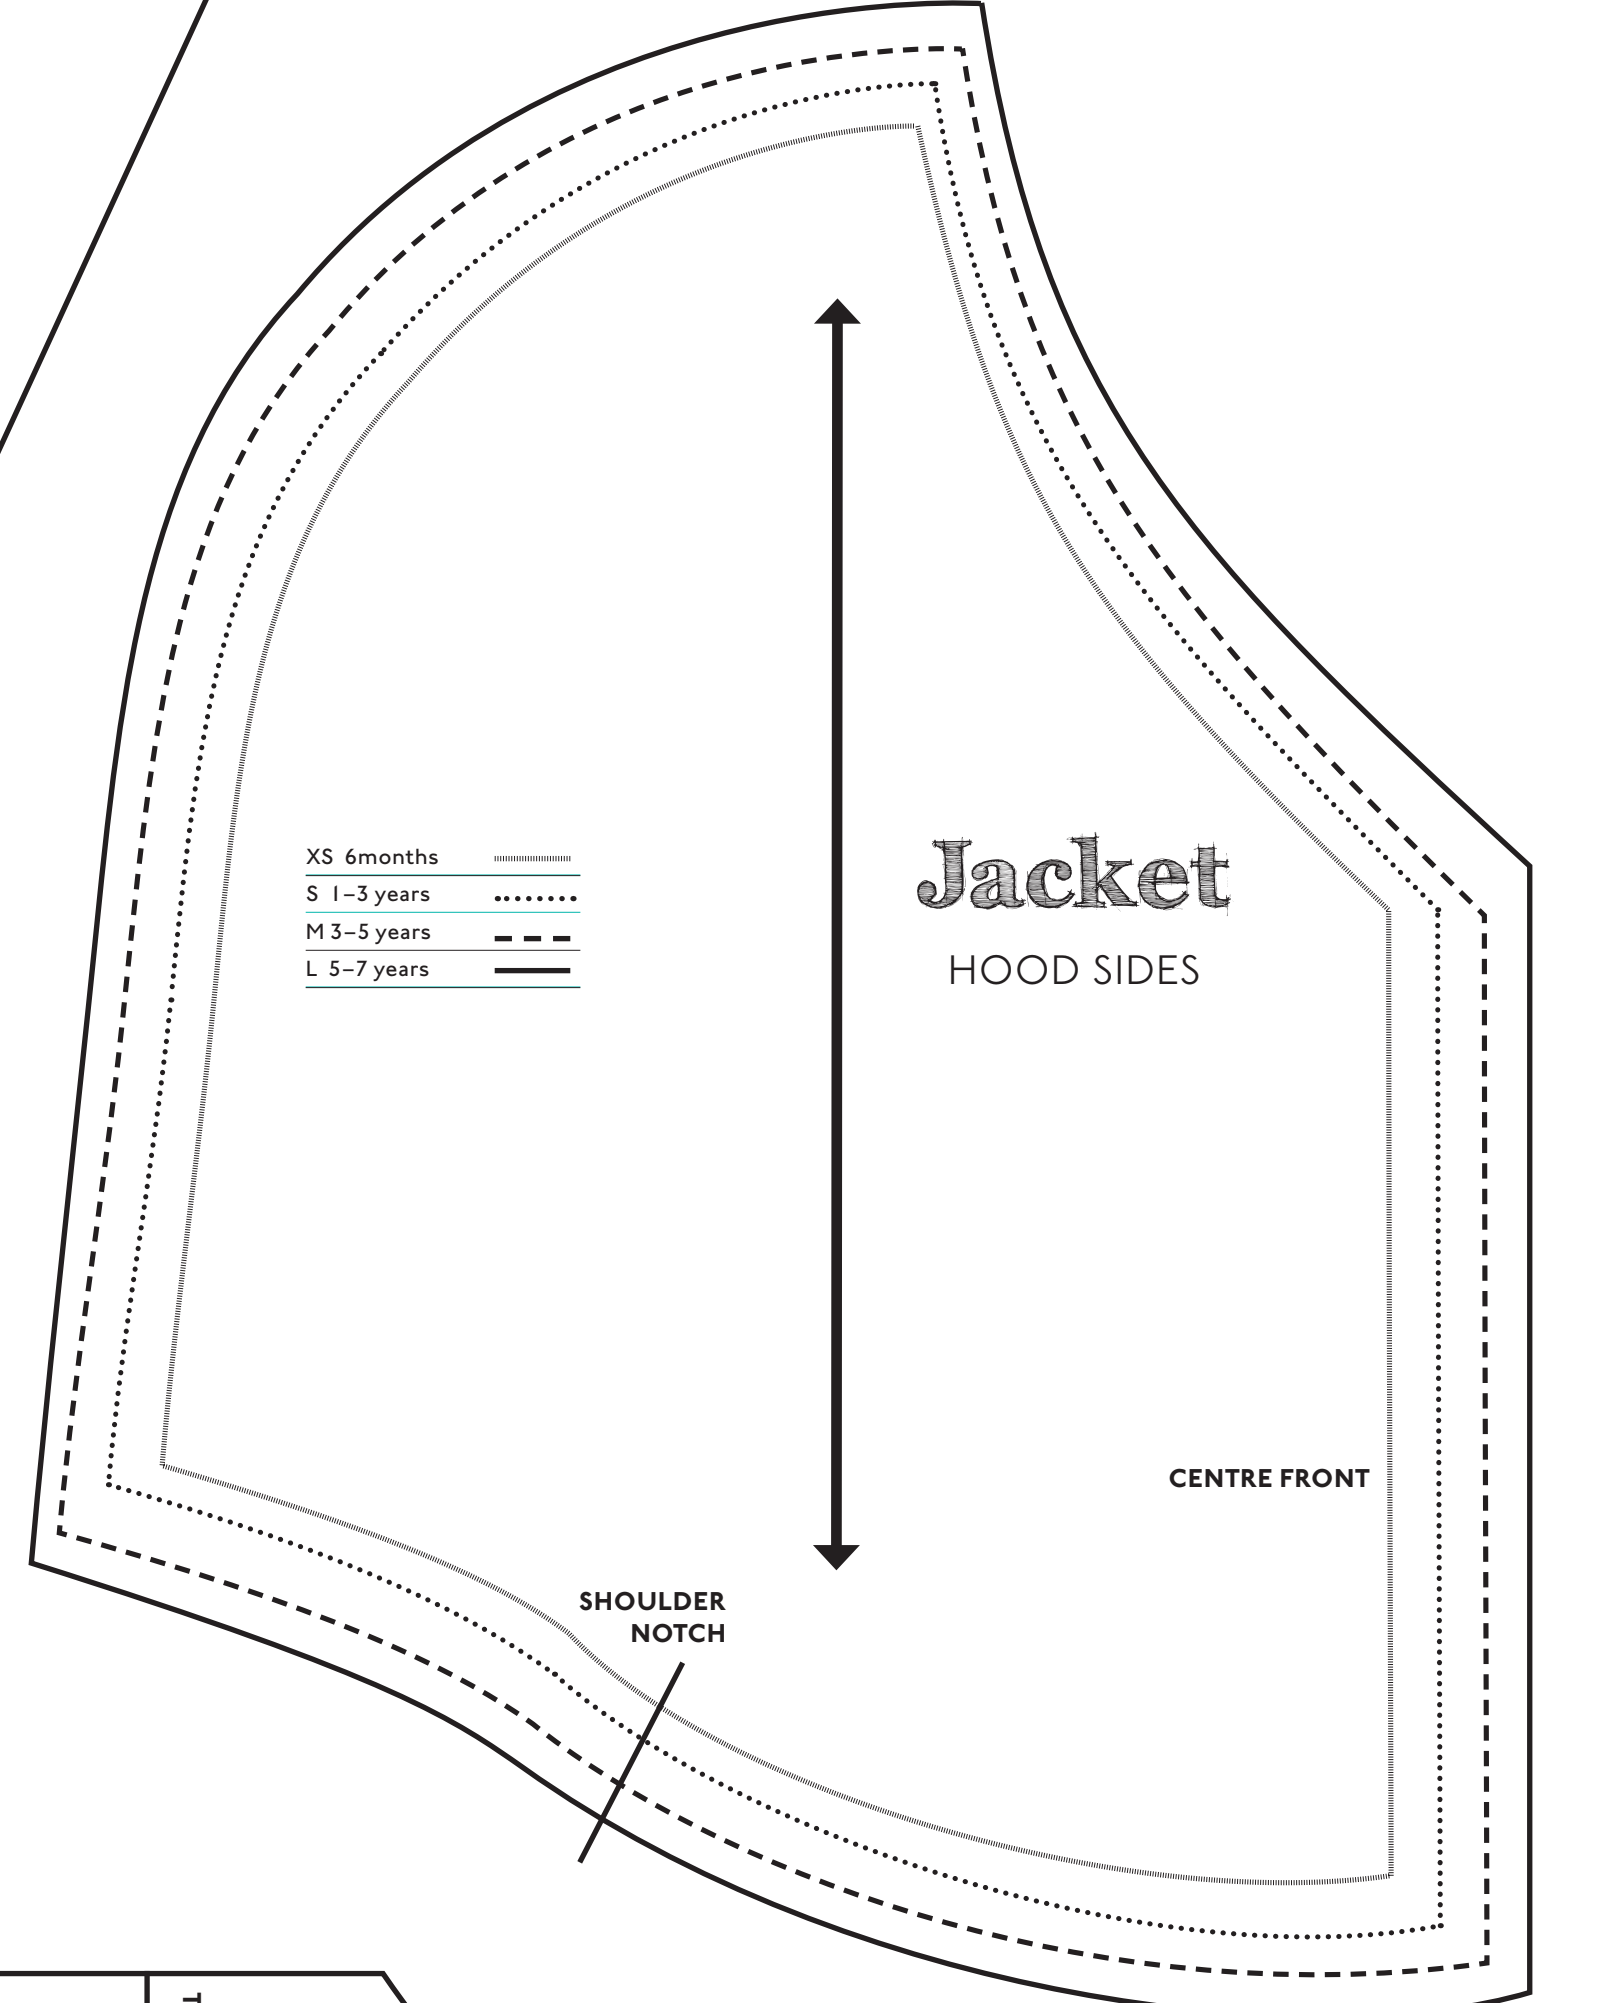 XS 6months
S 1–3 years
M 3–5 years
L 5–7 years
Jacket
HOOD SIDES
CENTRE FRONT
SHOULDER
NOTCH
T